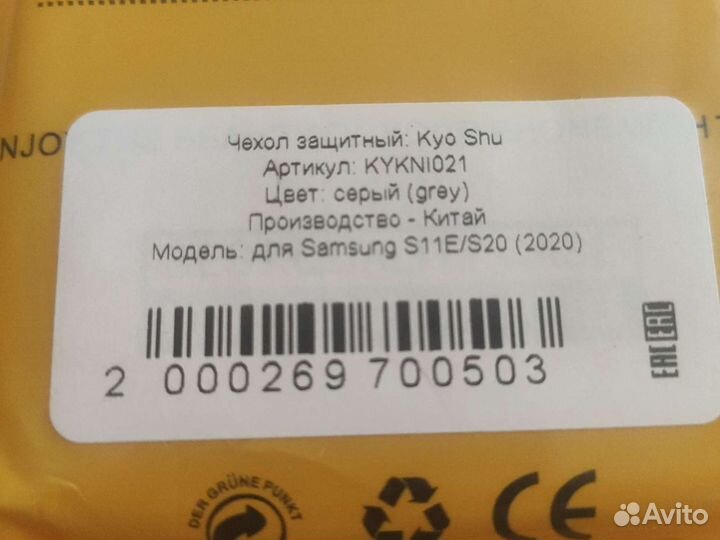 Чехол защитный: Kyo Shu
Артикул: KYKNI021
Цвет: серый (grey)
Производство - Китай
Модель: для Samsung S11E/S20 (2020)
2 000269 700503
EAC EAC
DER GRÜNE PUNKT
CE
Avito